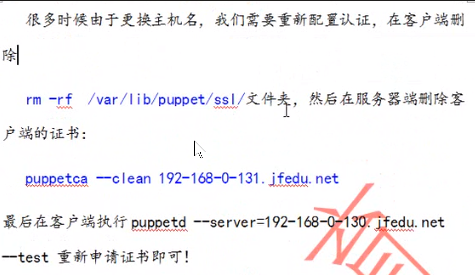 很多时候由于更换主机名，我们需要重新配置认证，在客户端删
除
rm -rf /var/lib/puppet/ssl/文件夹，然后在服务器端删除客
户端的证书：
puppetca --clean 192-168-0-131.jfedu.net
最后在客户端执行 puppetd --server=192-168-0-130.jfedu.net
--test 重新申请证书即可！